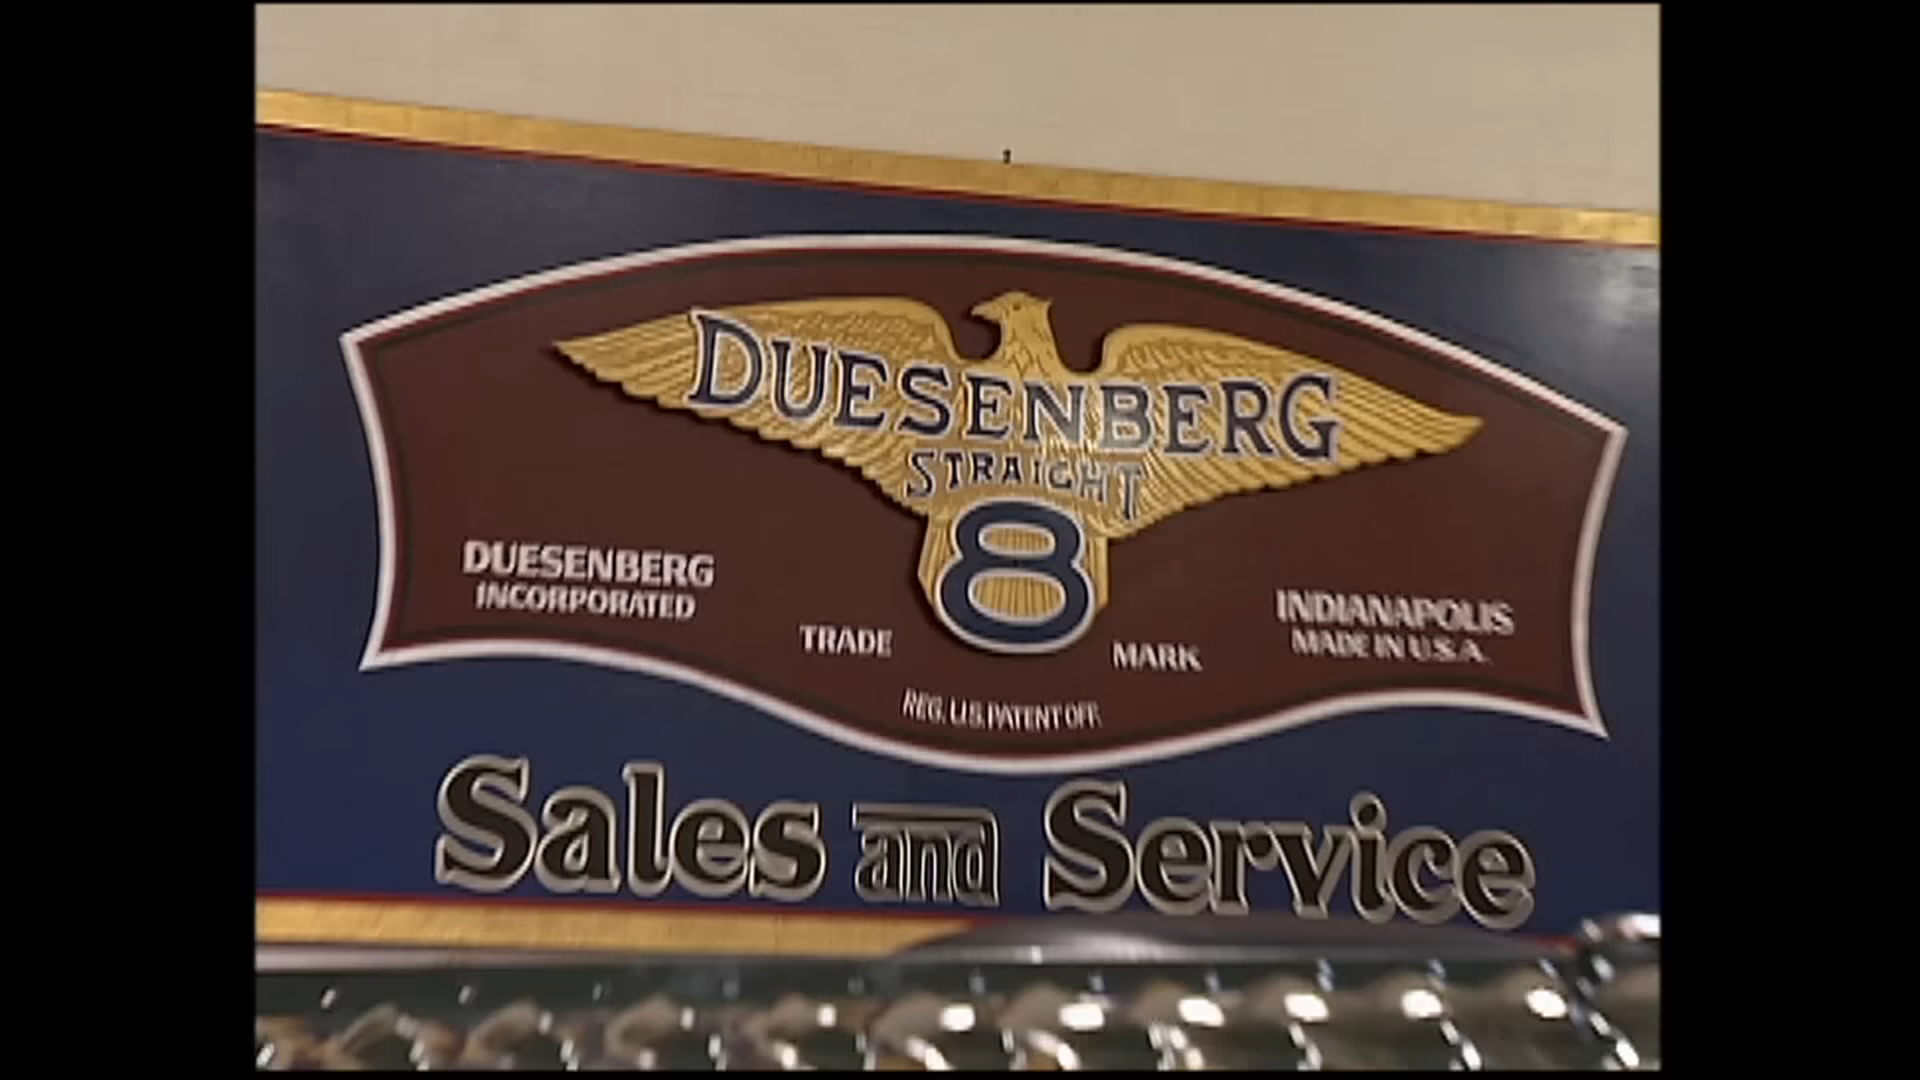 DUESENBERG
STRAIGHT
8
DUESENBERG
INCORPORATED
TRADE MARK
INDIANAPOLIS
MADE IN U.S.A.
REG. U.S. PATENT OFF.
Sales and Service